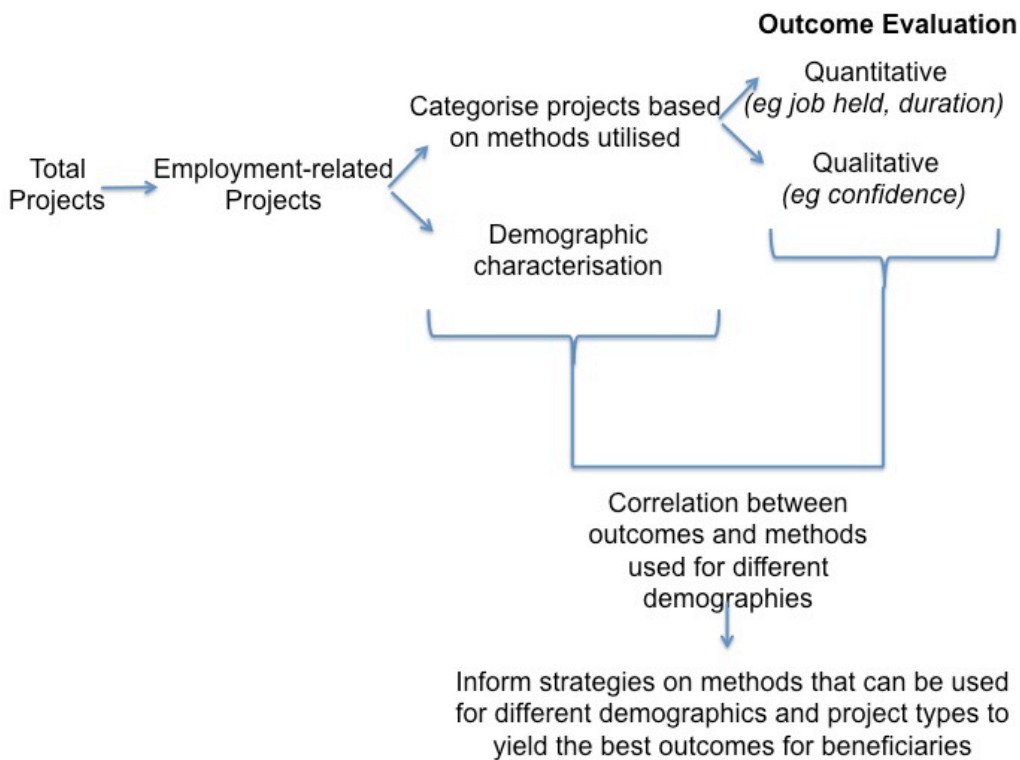 Outcome Evaluation
Total
Projects
Employment-related
Projects
Categorise projects based
on methods utilised
Quantitative
(eg job held, duration)
Qualitative
(eg confidence)
Demographic
characterisation
Correlation between
outcomes and methods
used for different
demographies
Inform strategies on methods that can be used
for different demographics and project types to
yield the best outcomes for beneficiaries